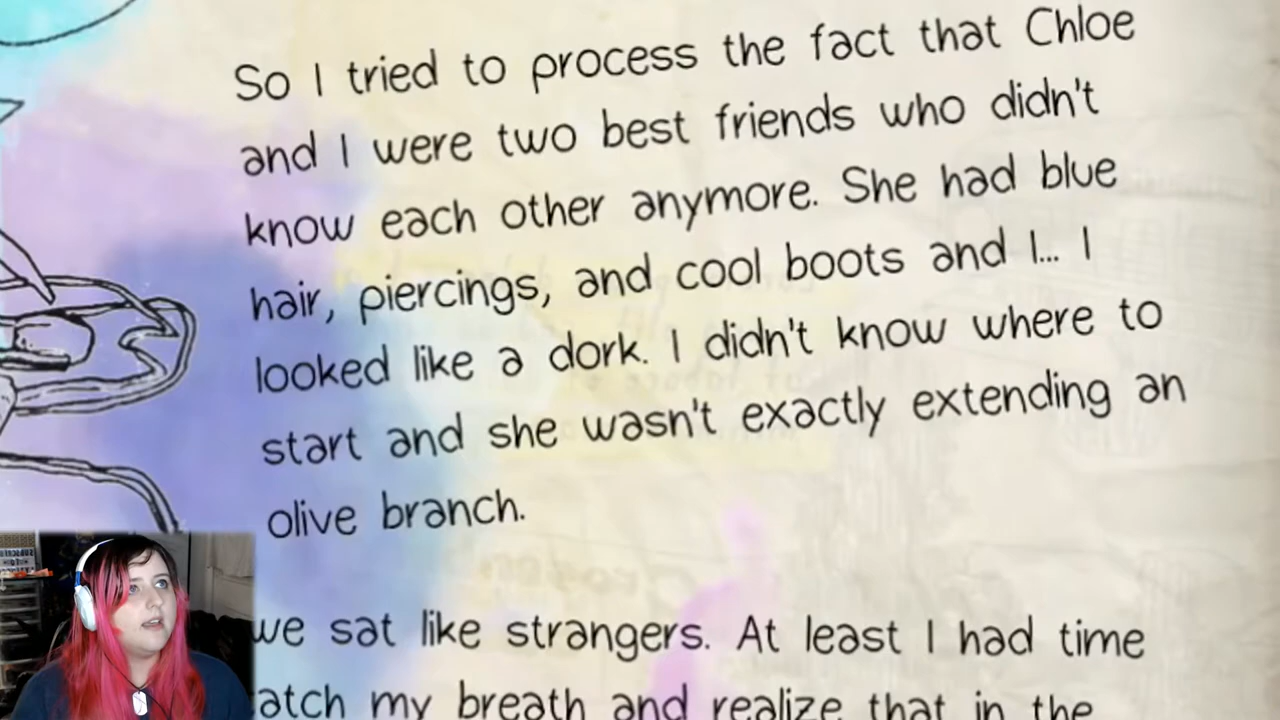 So I tried to process the fact that Chloe
and I were two best friends who didn't
know each other anymore. She had blue
hair, piercings, and cool boots and I... I
looked like a dork. I didn't know where to
start and she wasn't exactly extending an
olive branch.
we sat like strangers. At least I had time
atch my breath and realize that in the